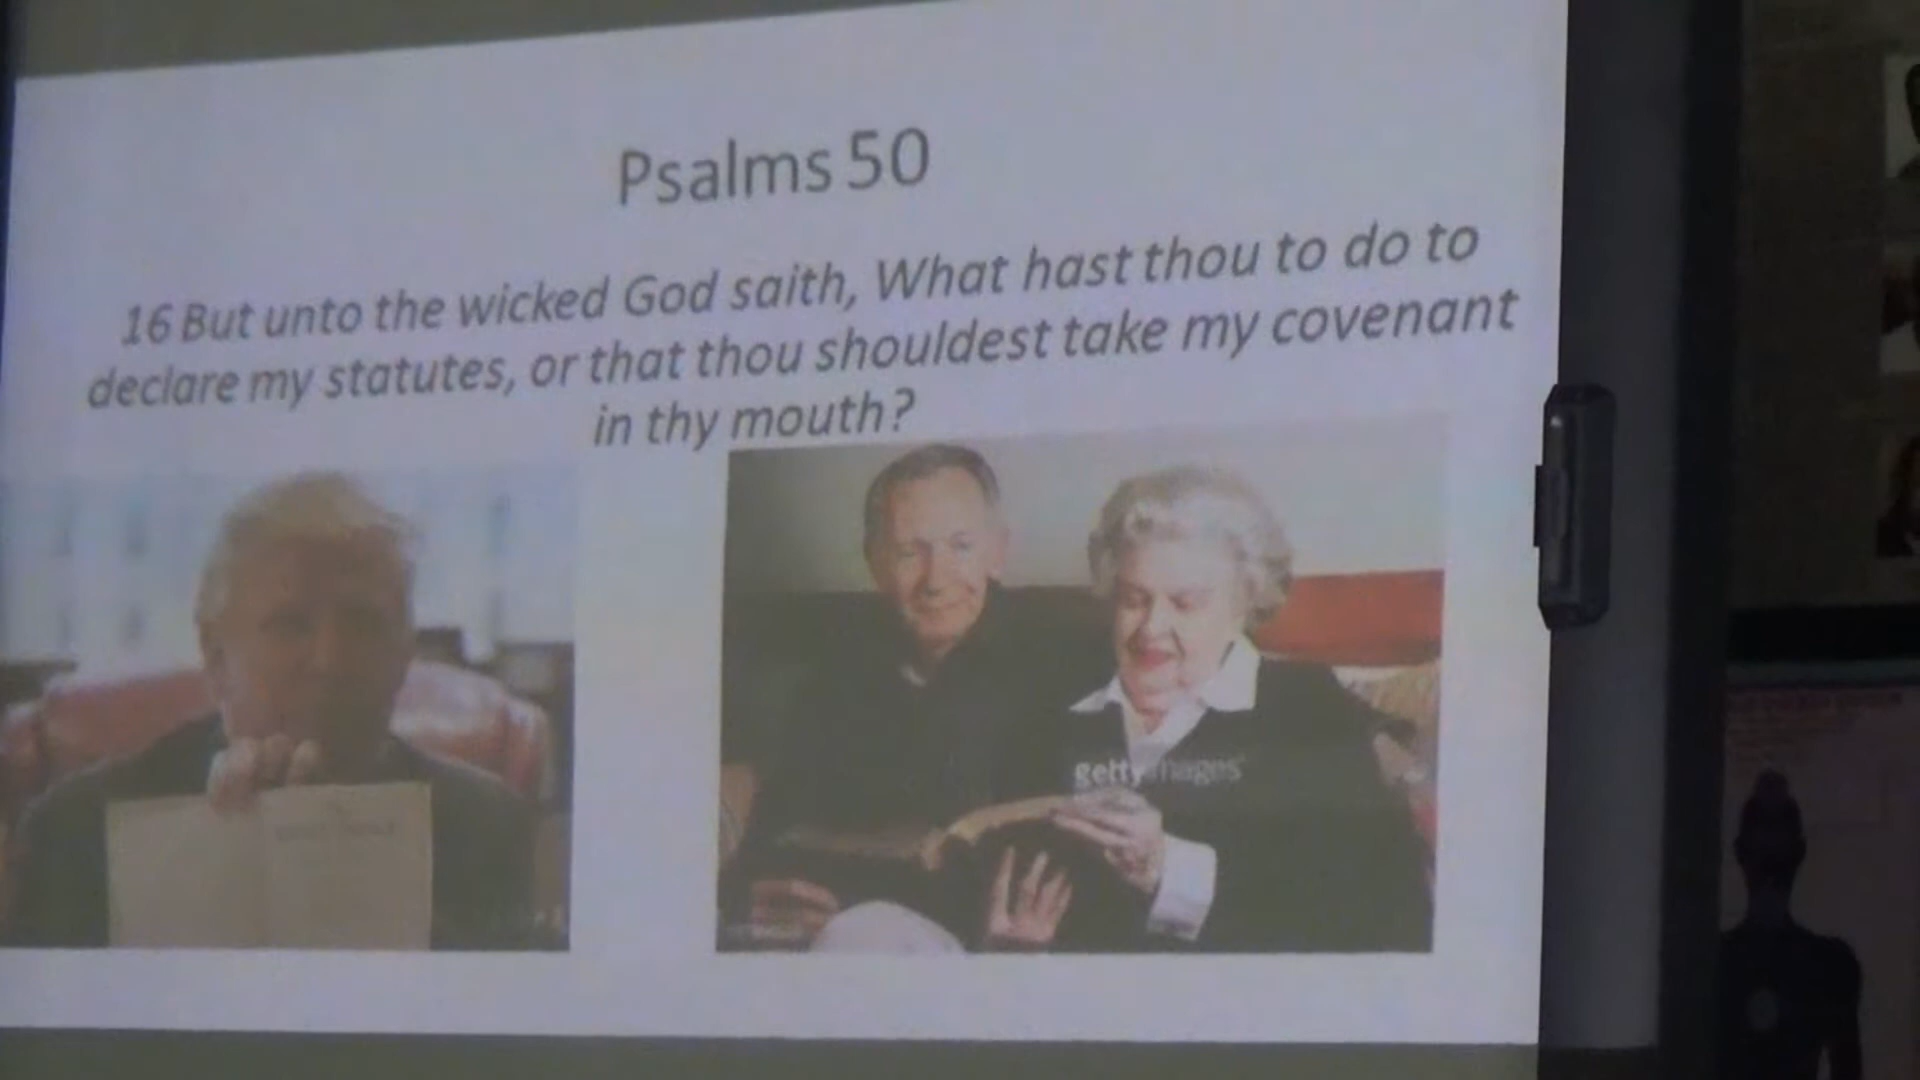 Psalms 50
16 But unto the wicked God saith, What hast thou to do to
declare my statutes, or that thou shouldest take my covenant
in thy mouth?
gettyimages